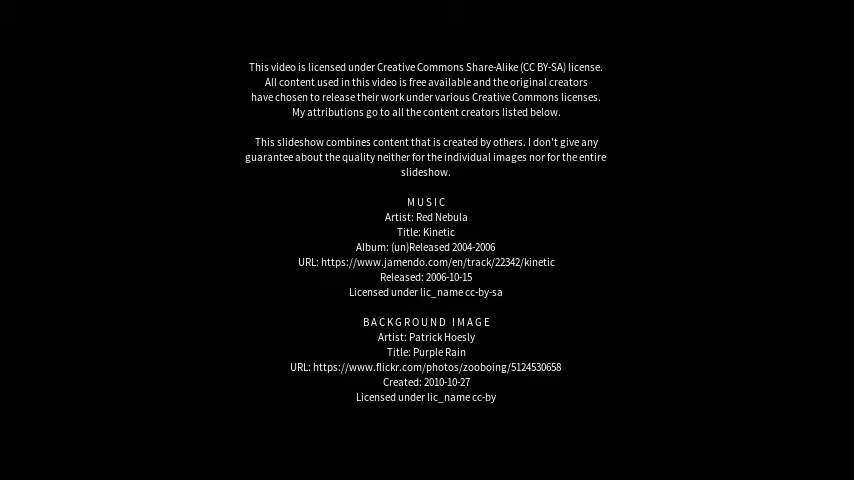 This video is licensed under Creative Commons Share-Alike (CC BY-SA) license.
All content used in this video is free available and the original creators
have chosen to release their work under various Creative Commons licenses.
My attributions go to all the content creators listed below.
This slideshow combines content that is created by others. I don't give any
guarantee about the quality neither for the individual images nor for the entire
slideshow.
M U S I C
Artist: Red Nebula
Title: Kinetic
Album: (un)Released 2004-2006
URL: https://www.jamendo.com/en/track/22342/kinetic
Released: 2006-10-15
Licensed under lic_name cc-by-sa
B A C K G R O U N D   I M A G E
Artist: Patrick Hoesly
Title: Purple Rain
URL: https://www.flickr.com/photos/zooboing/5124530658
Created: 2010-10-27
Licensed under lic_name cc-by